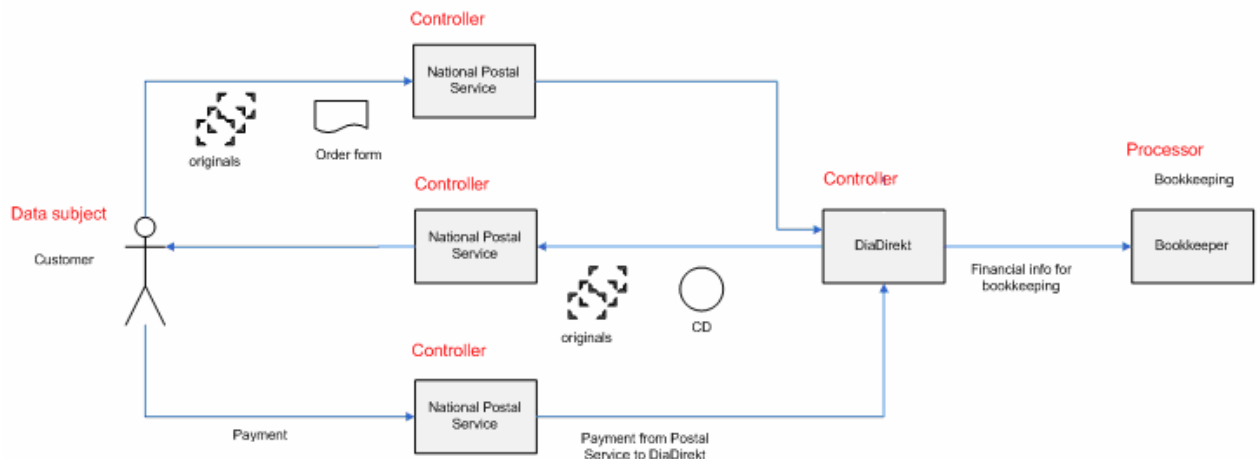 Controller
National Postal
Service
originals
Order form
Processor
Bookkeeping
Controller
Controller
Data subject
Customer
National Postal
Service
DiaDirekt
Bookkeeper
Financial info for
bookkeeping
originals
CD
Controller
National Postal
Service
Payment
Payment from Postal
Service to DiaDirekt